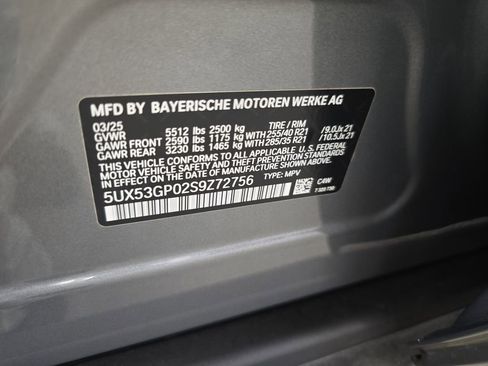 MFD BY BAYERISCHE MOTOREN WERKE AG
03/25 TIRE / RIM
GVWR 5512 lbs 2500 kg
GAWR FRONT 2590 lbs 1175 kg WITH 255/40 R21 /9.0Jx21
GAWR REAR 3230 lbs 1465 kg WITH 285/35 R21 /10.5Jx21
THIS VEHICLE CONFORMS TO ALL APPLICABLE U.S. FEDERAL
MOTOR VEHICLE SAFETY STANDARDS IN EFFECT ON THE
DATE OF MANUFACTURE SHOWN ABOVE.
5UX53GP02S9Z72756 TYPE: MPV C4W